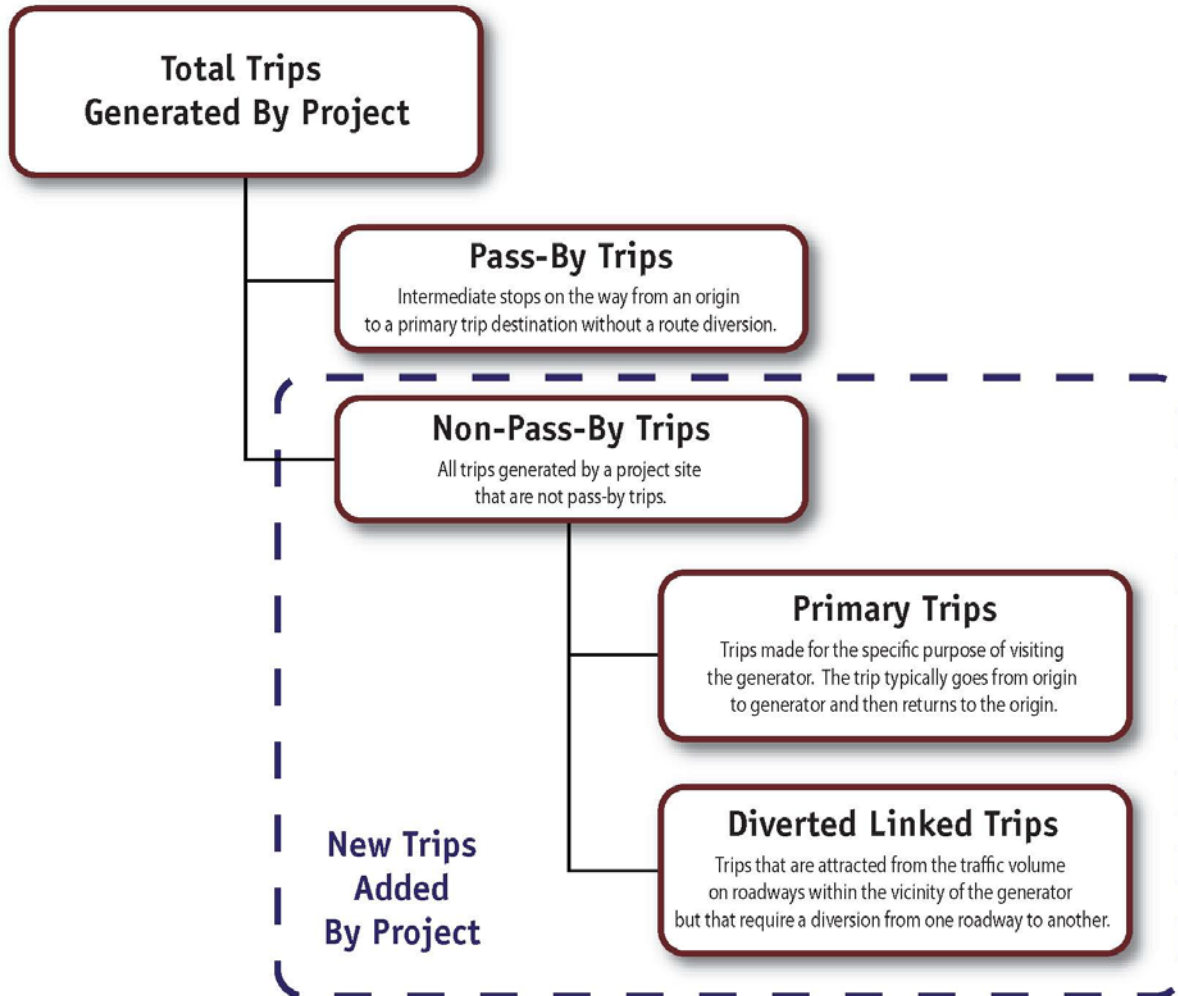 Total Trips
Generated By Project
Pass-By Trips
Intermediate stops on the way from an origin
to a primary trip destination without a route diversion.
Non-Pass-By Trips
All trips generated by a project site
that are not pass-by trips.
Primary Trips
Trips made for the specific purpose of visiting
the generator. The trip typically goes from origin
to generator and then returns to the origin.
Diverted Linked Trips
Trips that are attracted from the traffic volume
on roadways within the vicinity of the generator
but that require a diversion from one roadway to another.
New Trips
Added
By Project